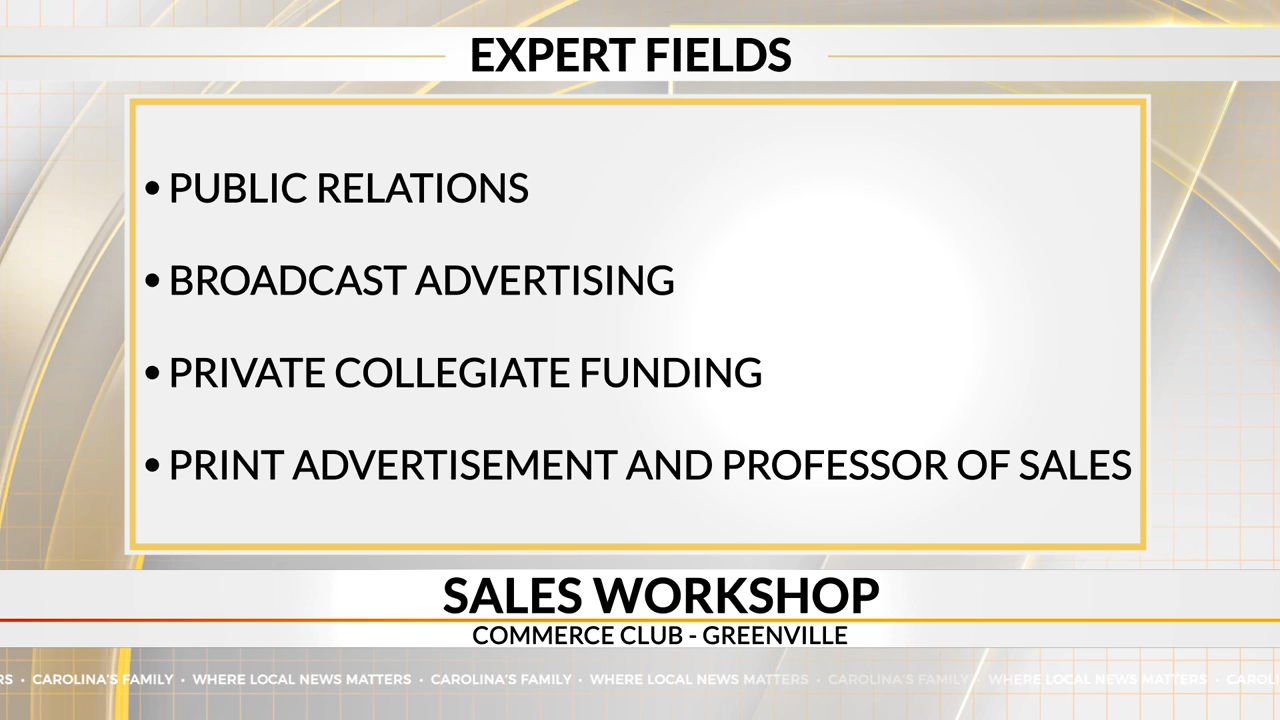 EXPERT FIELDS
• PUBLIC RELATIONS
• BROADCAST ADVERTISING
• PRIVATE COLLEGIATE FUNDING
• PRINT ADVERTISEMENT AND PROFESSOR OF SALES
SALES WORKSHOP
COMMERCE CLUB - GREENVILLE
RS • CAROLINA'S FAMILY • WHERE LOCAL NEWS MATTERS • CAROLINA'S FAMILY • WHERE LOCAL NEWS MATTERS • CAROLINA'S FAMILY • WHERE LOCAL NEWS MATTERS • CAROLI